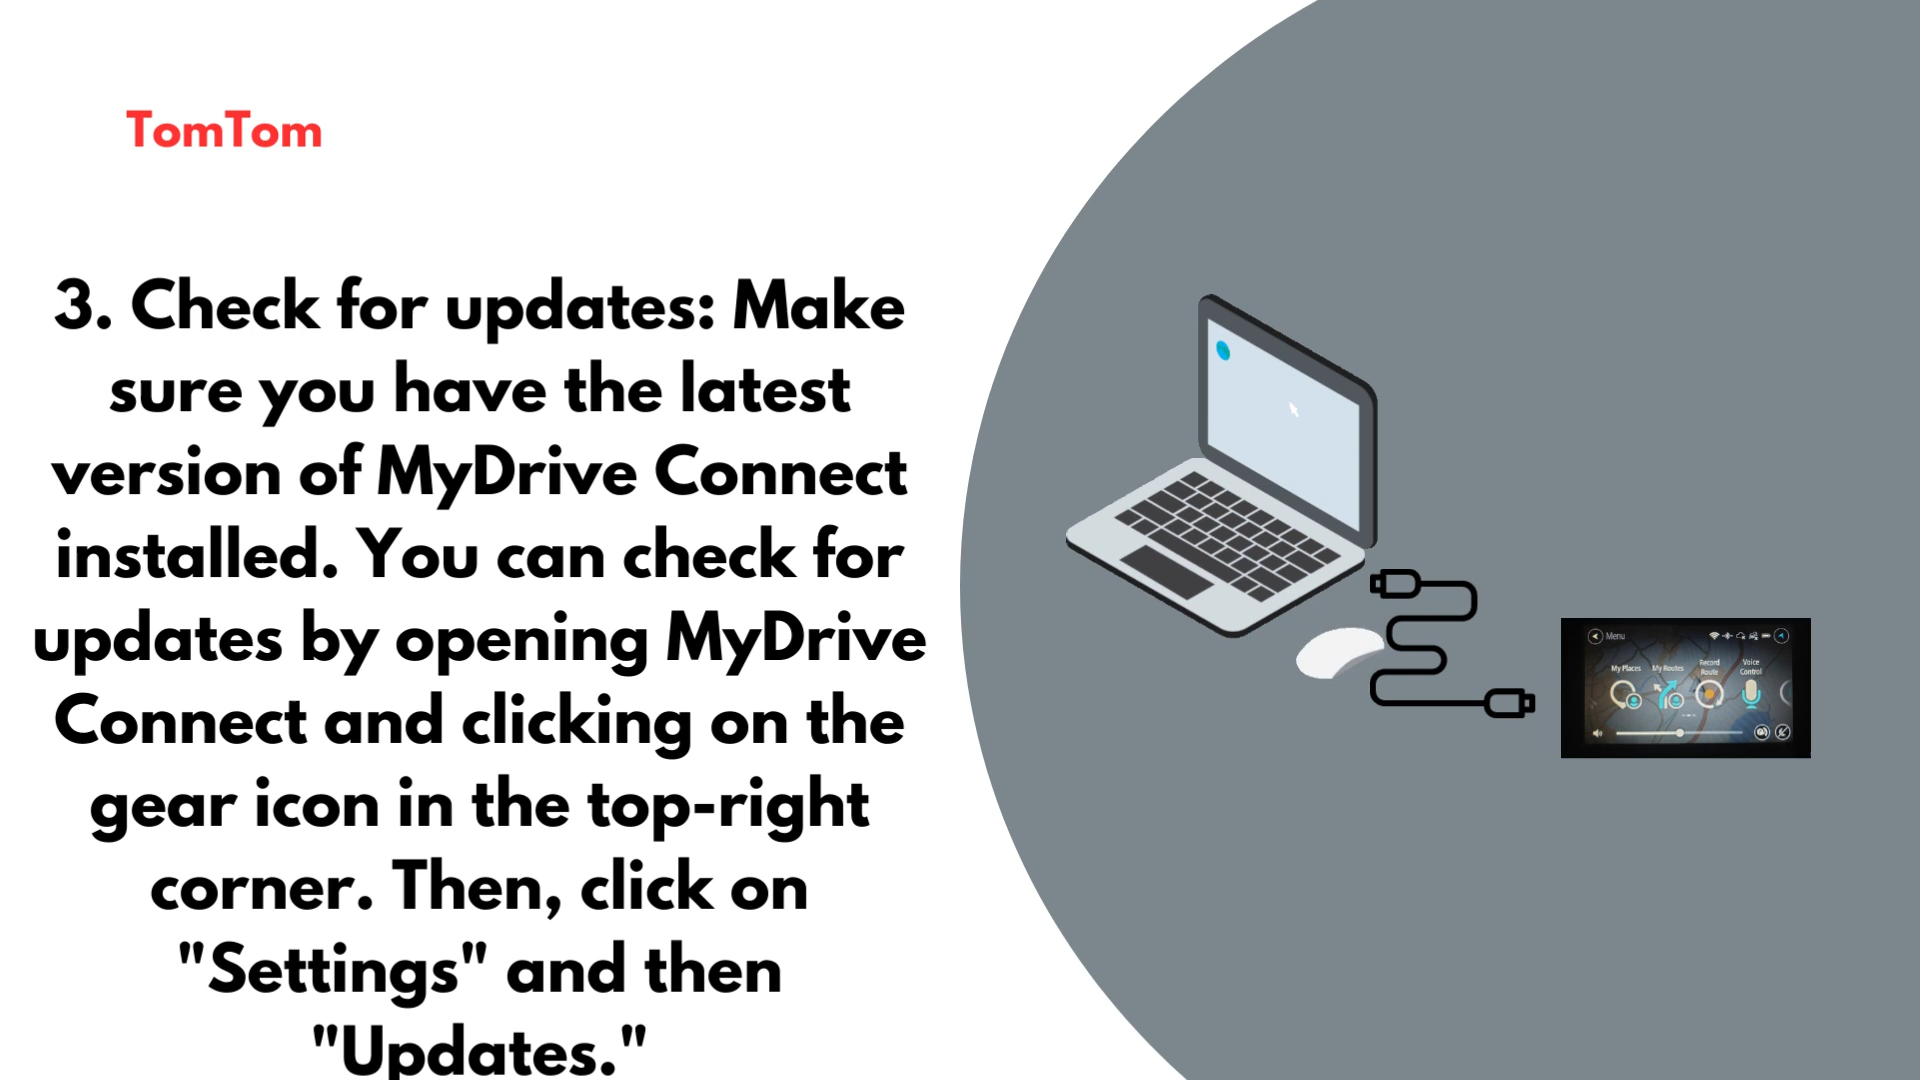 TomTom
3. Check for updates: Make
sure you have the latest
version of MyDrive Connect
installed. You can check for
updates by opening MyDrive
Connect and clicking on the
gear icon in the top-right
corner. Then, click on
"Settings" and then
"Updates."
Menu
My Places My Routes Record Route Voice Control